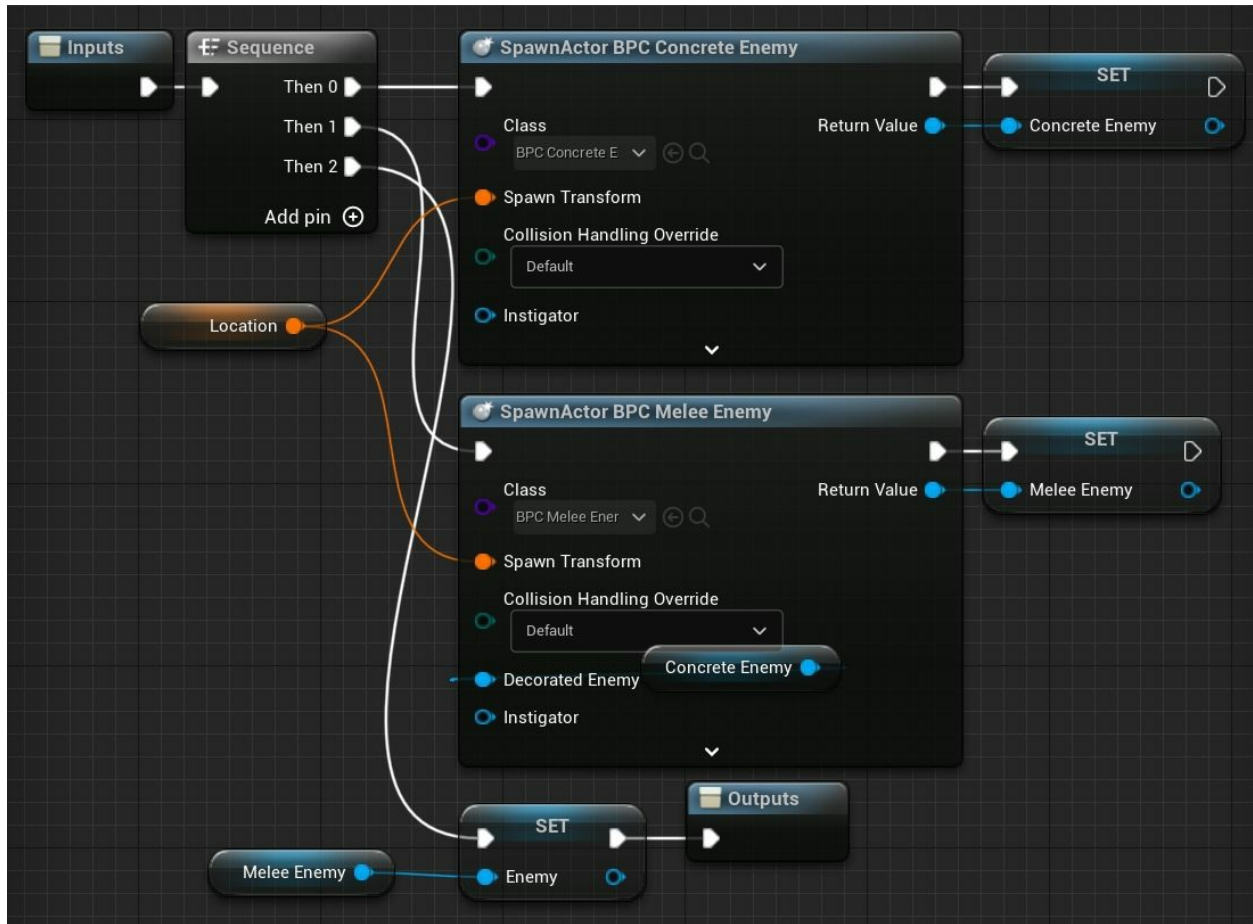 Inputs
Sequence
Then 0
Then 1
Then 2
Add pin
Location
SpawnActor BPC Concrete Enemy
Class
BPC Concrete E
Return Value
Spawn Transform
Collision Handling Override
Default
Instigator
SET
Concrete Enemy
SpawnActor BPC Melee Enemy
Class
BPC Melee Ener
Return Value
Spawn Transform
Collision Handling Override
Default
Concrete Enemy
Decorated Enemy
Instigator
SET
Melee Enemy
Melee Enemy
SET
Enemy
Outputs